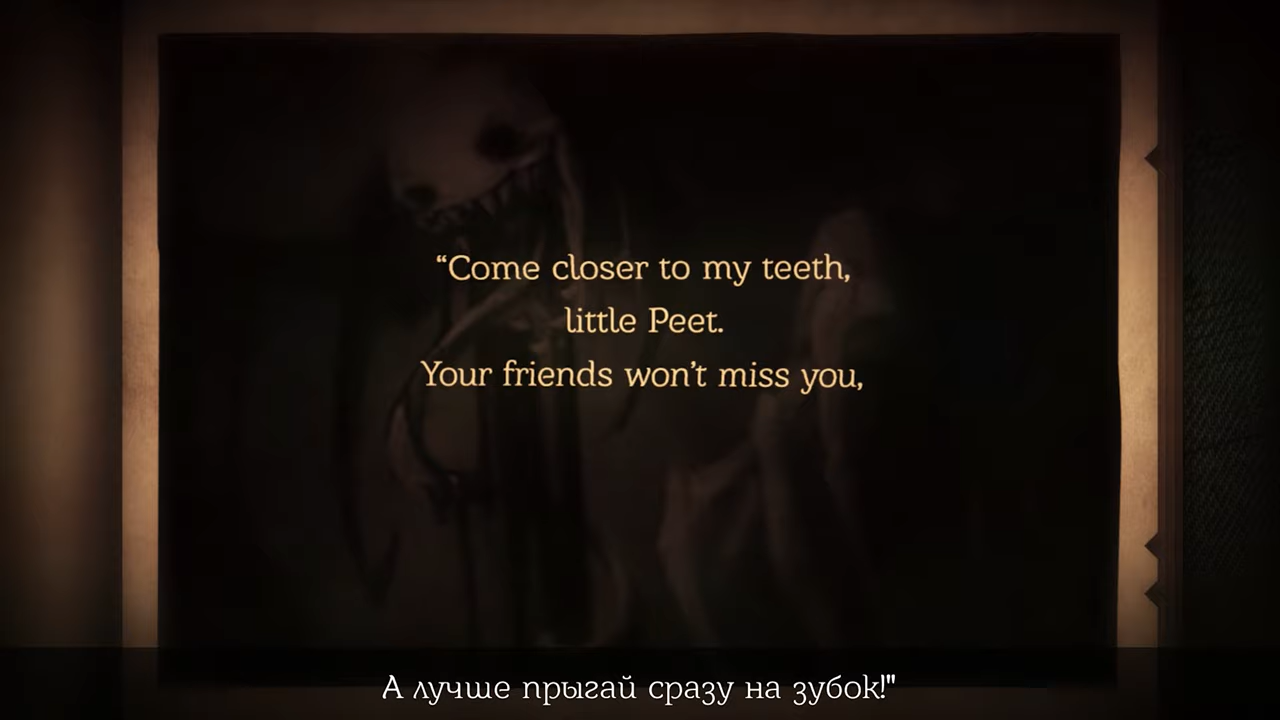 “Come closer to my teeth,
little Peet.
Your friends won’t miss you,
А лучше прыгай сразу на зубок!"